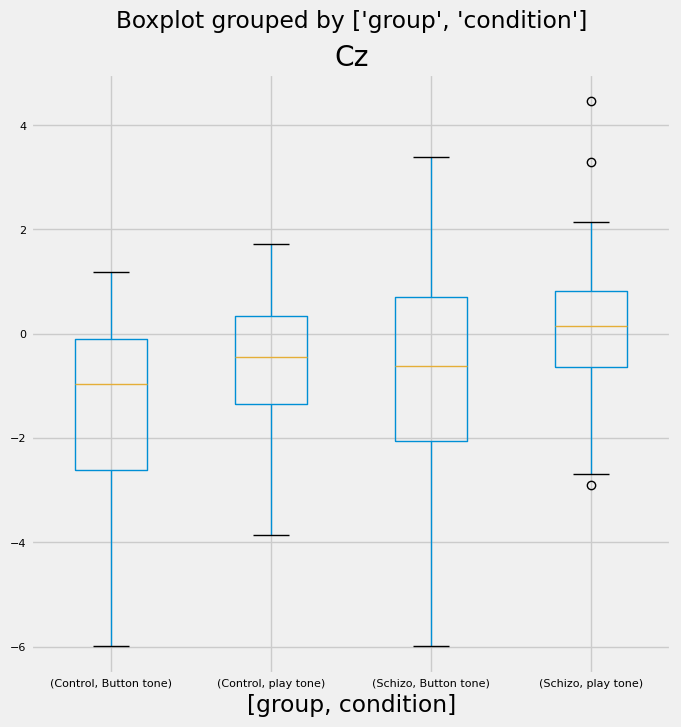 Boxplot grouped by ['group', 'condition']
Cz
4
2
0
−2
−4
−6
(Control, Button tone) (Control, play tone) (Schizo, Button tone) (Schizo, play tone)
[group, condition]